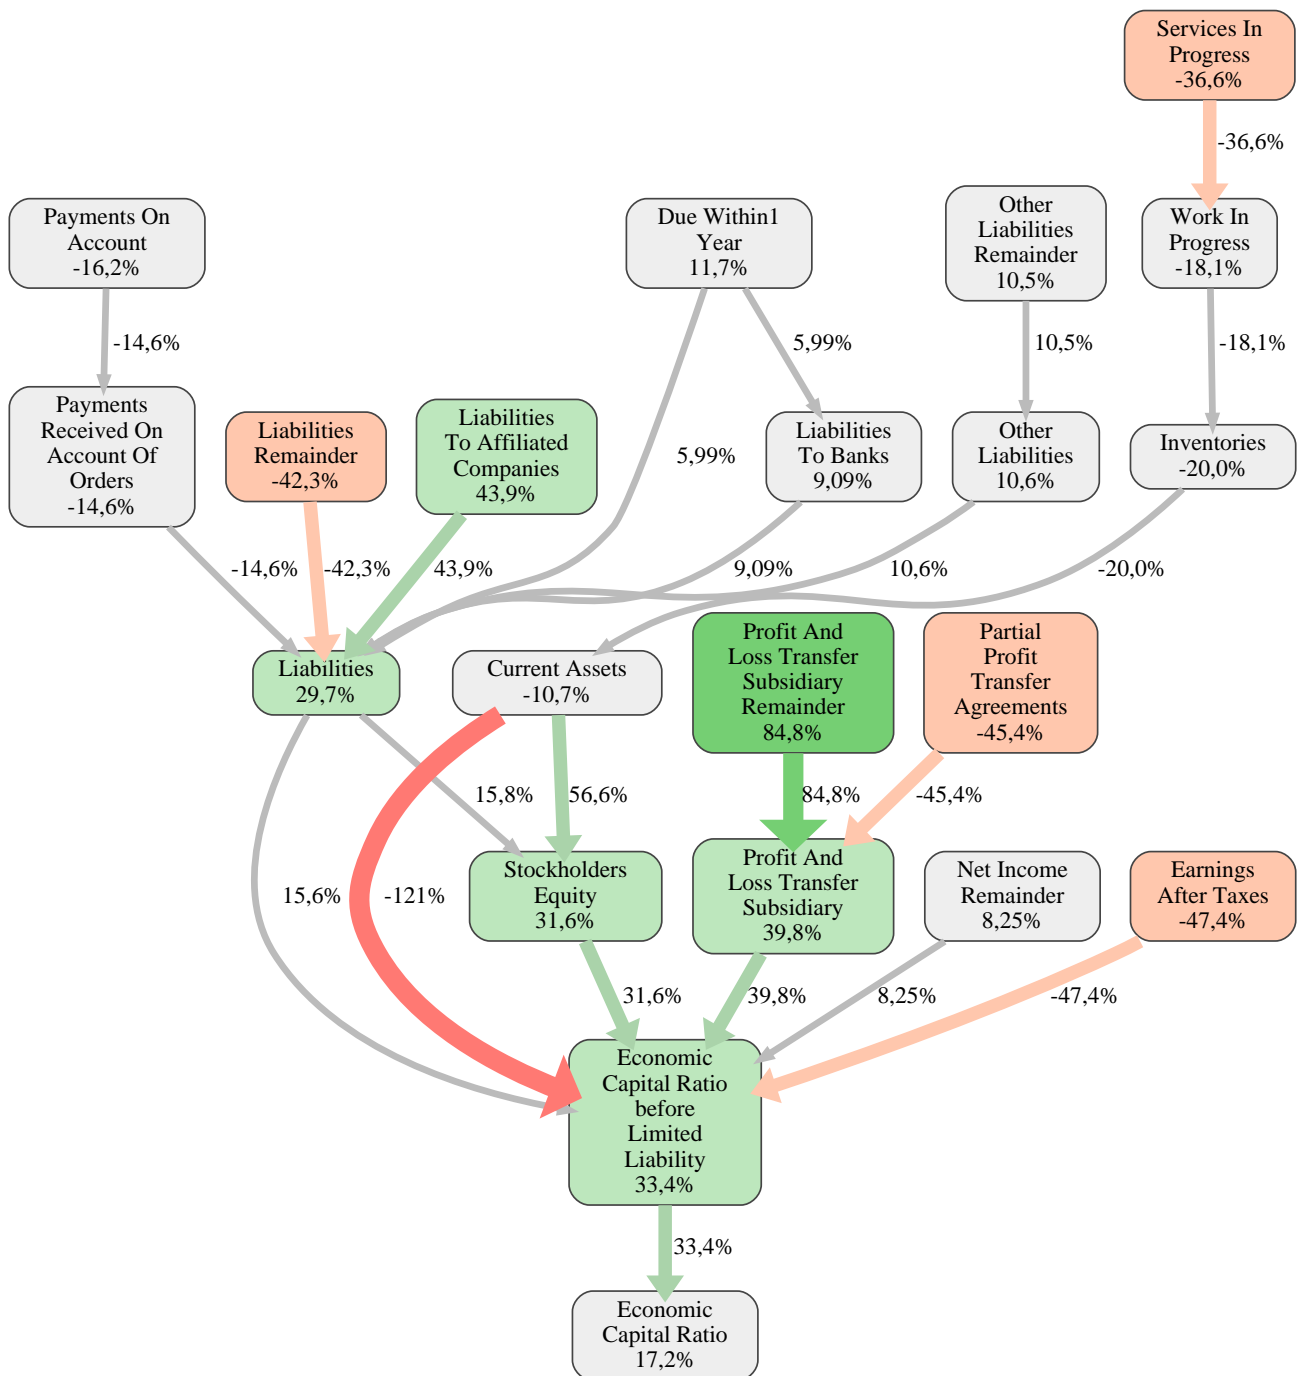 Services In
Progress
-36,6%
-36,6%
Payments On
Account
-16,2%
Due Within1
Year
11,7%
Other
Liabilities
Remainder
10,5%
Work In
Progress
-18,1%
-14,6%
5,99%
10,5%
-18,1%
Payments
Received On
Account Of
Orders
-14,6%
Liabilities
Remainder
-42,3%
Liabilities
To Affiliated
Companies
43,9%
5,99%
Liabilities
To Banks
9,09%
Other
Liabilities
10,6%
Inventories
-20,0%
-14,6%
-42,3%
43,9%
9,09%
10,6%
-20,0%
Liabilities
29,7%
Current Assets
-10,7%
Profit And
Loss Transfer
Subsidiary
Remainder
84,8%
Partial
Profit
Transfer
Agreements
-45,4%
15,8%
56,6%
84,8%
-45,4%
15,6%
-121%
Stockholders
Equity
31,6%
Profit And
Loss Transfer
Subsidiary
39,8%
Net Income
Remainder
8,25%
Earnings
After Taxes
-47,4%
31,6%
39,8%
8,25%
-47,4%
Economic
Capital Ratio
before
Limited
Liability
33,4%
33,4%
Economic
Capital Ratio
17,2%